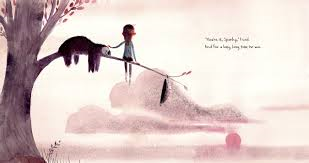 "You're it, Sparky," I said.
And for a long, long time he was.